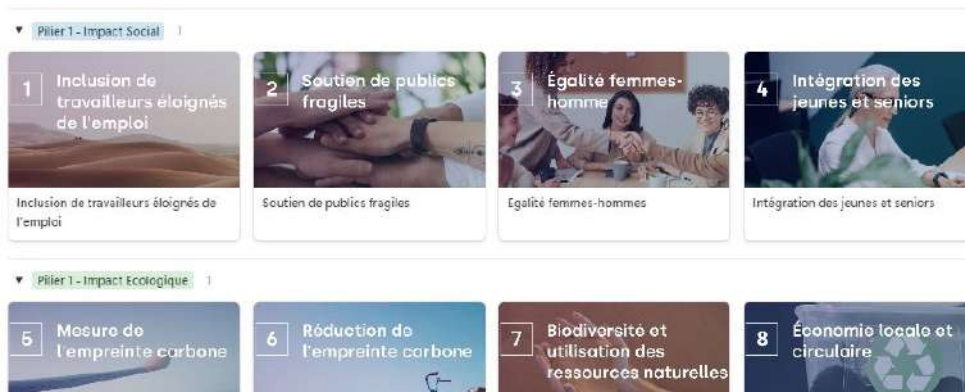 Pilier 1 - Impact Social 1
1 Inclusion de
travailleurs éloignés
de l'emploi
2 Soutien de publics
fragiles
3 Égalité femmes-
homme
4 Intégration des
jeunes et seniors
Inclusion de travailleurs éloignés de
l'emploi
Soutien de publics fragiles
Egalité femmes-hommes
Intégration des jeunes et seniors
Pilier 1 - Impact Ecologique 1
5 Mesure de
l'empreinte carbone
6 Réduction de
l'empreinte carbone
7 Biodiversité et
utilisation des
ressources naturelles
8 Économie locale et
circulaire